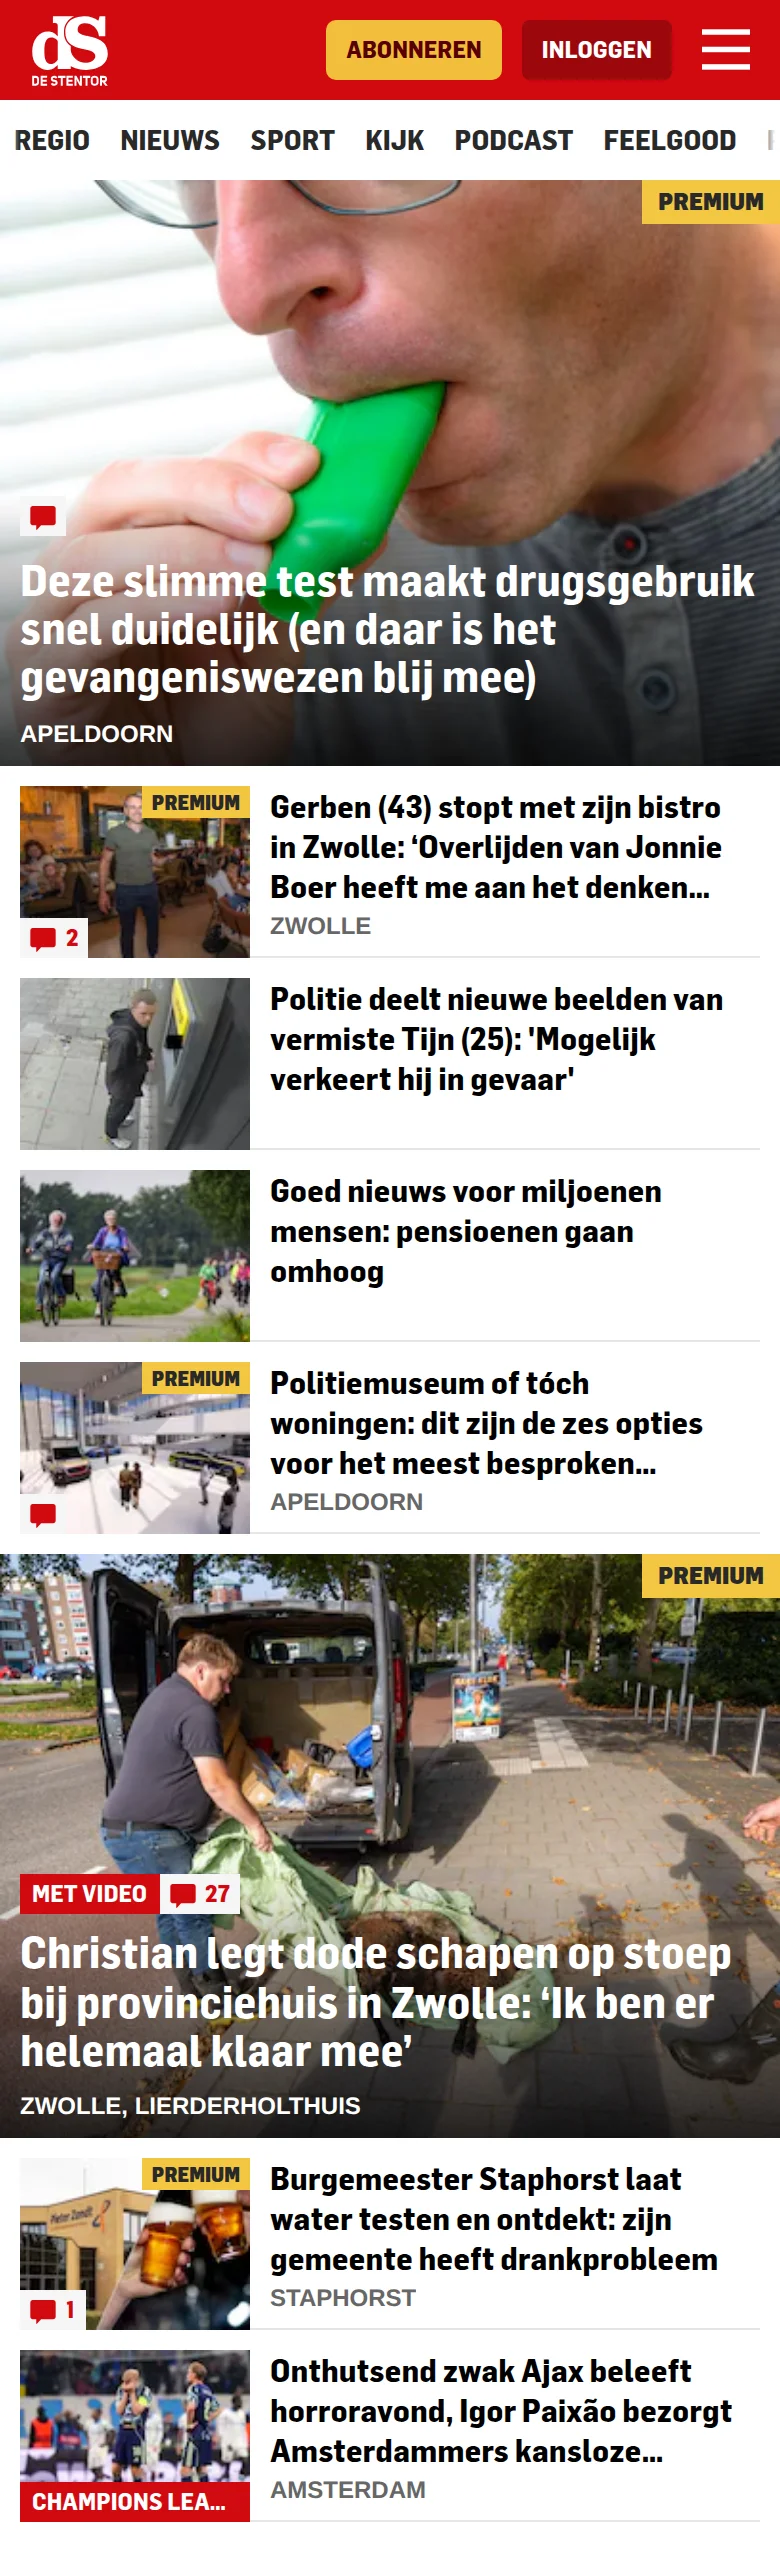 dS
DE STENTOR
ABONNEREN
INLOGGEN
REGIO NIEUWS SPORT KIJK PODCAST FEELGOOD
PREMIUM
Deze slimme test maakt drugsgebruik
snel duidelijk (en daar is het
gevangeniswezen blij mee)
APELDOORN
PREMIUM
2
Gerben (43) stopt met zijn bistro
in Zwolle: ‘Overlijden van Jonnie
Boer heeft me aan het denken...
ZWOLLE
Politie deelt nieuwe beelden van
vermiste Tijn (25): 'Mogelijk
verkeert hij in gevaar'
Goed nieuws voor miljoenen
mensen: pensioenen gaan
omhoog
PREMIUM
Politiemuseum of tóch
woningen: dit zijn de zes opties
voor het meest besproken...
APELDOORN
PREMIUM
MET VIDEO
27
Christian legt dode schapen op stoep
bij provinciehuis in Zwolle: ‘Ik ben er
helemaal klaar mee’
ZWOLLE, LIERDERHOLTHUIS
PREMIUM
Pieter Zandt
1
Burgemeester Staphorst laat
water testen en ontdekt: zijn
gemeente heeft drankprobleem
STAPHORST
CHAMPIONS LEA...
Onthutsend zwak Ajax beleeft
horroravond, Igor Paixão bezorgt
Amsterdammers kansloze...
AMSTERDAM